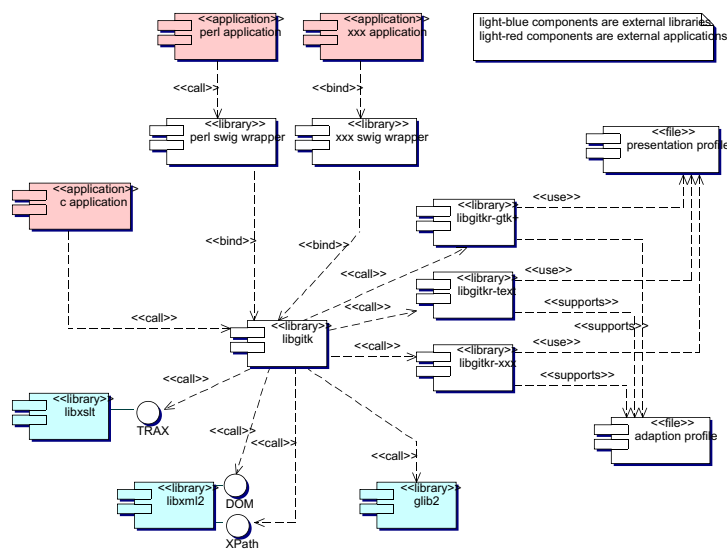 <<application>>
perl application
<<application>>
xxx application
light-blue components are external libraries
light-red components are external applications
<<call>>
<<bind>>
<<library>>
perl swig wrapper
<<library>>
xxx swig wrapper
<<file>>
presentation profile
<<application>>
c application
<<library>>
libgitkr-gtk+
<<use>>
<<bind>>
<<bind>>
<<call>>
<<library>>
libgitkr-text
<<use>>
<<call>>
<<supports>>
<<call>>
<<library>>
libgitk
<<supports>>
<<library>>
libgitkr-xxx
<<use>>
<<call>>
<<call>>
<<supports>>
<<library>>
libxslt
TRAX
<<call>>
<<call>>
<<file>>
adaption profile
<<call>>
<<library>>
libxml2
DOM
XPath
<<library>>
glib2